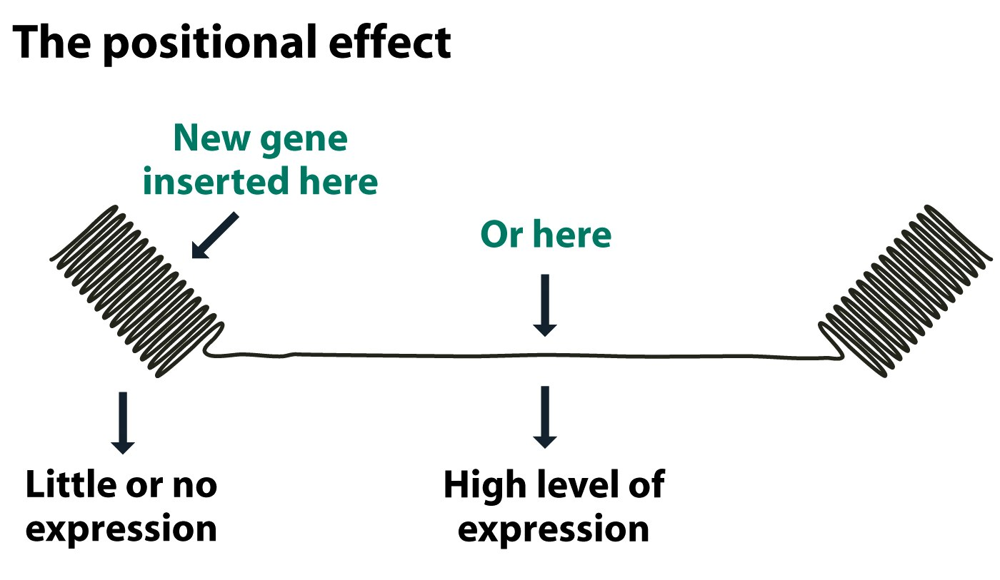 The positional effect
New gene
inserted here
Or here
Little or no
expression
High level of
expression